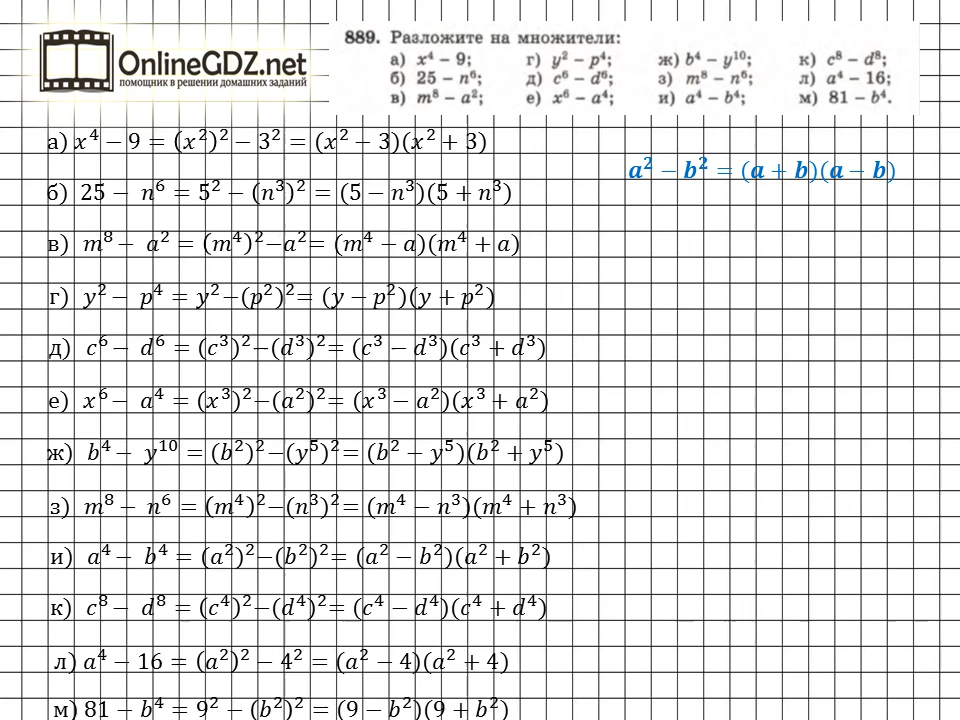 OnlineGDZ.net
помощник в решении домашних заданий
889. Разложите на множители:
а) x⁴ – 9; г) y² – p⁴; ж) b⁴ – y¹⁰; к) c⁸ – d⁸;
б) 25 – n⁶; д) c⁶ – d⁶; з) m⁸ – n⁶; л) a⁴ – 16;
в) m⁸ – a²; е) x⁶ – a⁴; и) a⁴ – b⁴; м) 81 – b⁴.
а) x⁴ − 9 = (x²)² − 3² = (x² − 3)(x² + 3)
a² − b² = (a + b)(a − b)
б) 25 − n⁶ = 5² − (n³)² = (5 − n³)(5 + n³)
в) m⁸ − a² = (m⁴)²−a²= (m⁴ − a)(m⁴ + a)
г) y² − p⁴ = y²−(p²)²= (y − p²)(y + p²)
д) c⁶ − d⁶ = (c³)²−(d³)²= (c³ − d³)(c³ + d³)
е) x⁶ − a⁴ = (x³)²−(a²)²= (x³ − a²)(x³ + a²)
ж) b⁴ − y¹⁰ = (b²)²−(y⁵)²= (b² − y⁵)(b² + y⁵)
з) m⁸ − n⁶ = (m⁴)²−(n³)²= (m⁴ − n³)(m⁴ + n³)
и) a⁴ − b⁴ = (a²)²−(b²)²= (a² − b²)(a² + b²)
к) c⁸ − d⁸ = (c⁴)²−(d⁴)²= (c⁴ − d⁴)(c⁴ + d⁴)
л) a⁴ − 16 = (a²)² − 4² = (a² − 4)(a² + 4)
м) 81 − b⁴ = 9² − (b²)² = (9 − b²)(9 + b²)